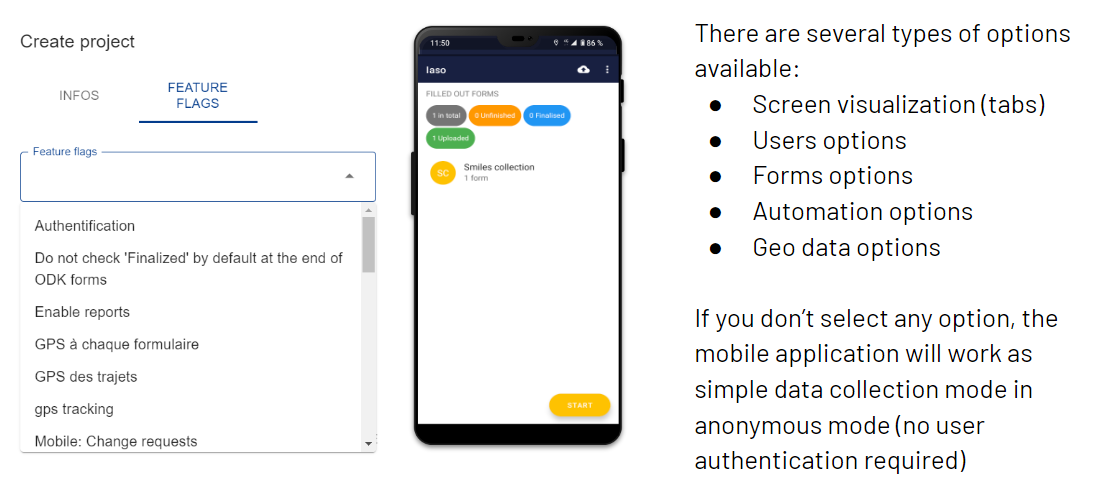 Create project
INFOS
FEATURE
FLAGS
Feature flags
Authentification
Do not check 'Finalized' by default at the end of
ODK forms
Enable reports
GPS à chaque formulaire
GPS des trajets
gps tracking
Mobile: Change requests
11:50
86%
Iaso
FILLED OUT FORMS
1 in total
0 Unfinished
0 Finalised
1 Uploaded
SC
Smiles collection
1 form
START
There are several types of options
available:
● Screen visualization (tabs)
● Users options
● Forms options
● Automation options
● Geo data options
If you don’t select any option, the
mobile application will work as
simple data collection mode in
anonymous mode (no user
authentication required)